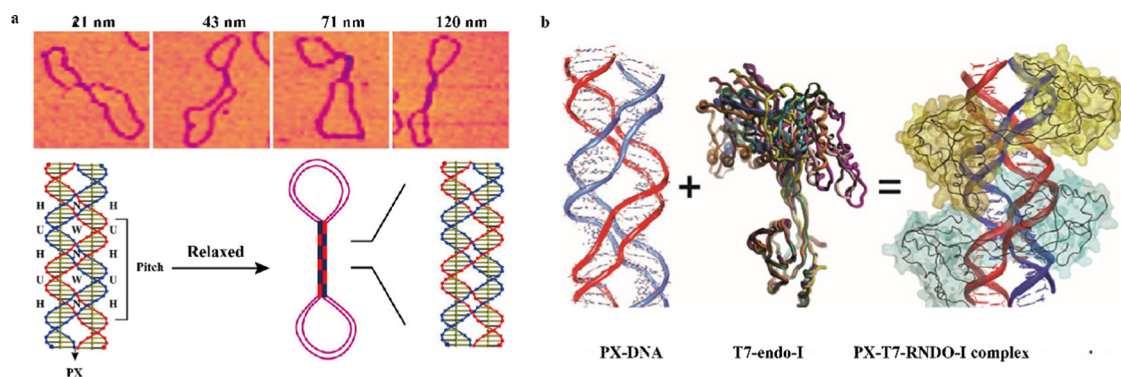 a
21 nm 43 nm 71 nm 120 nm
H N H
U W U
H N H
U W U
H N H
Pitch
Relaxed
PX
b
+ =
PX-DNA T7-endo-I PX-T7-RNDO-I complex